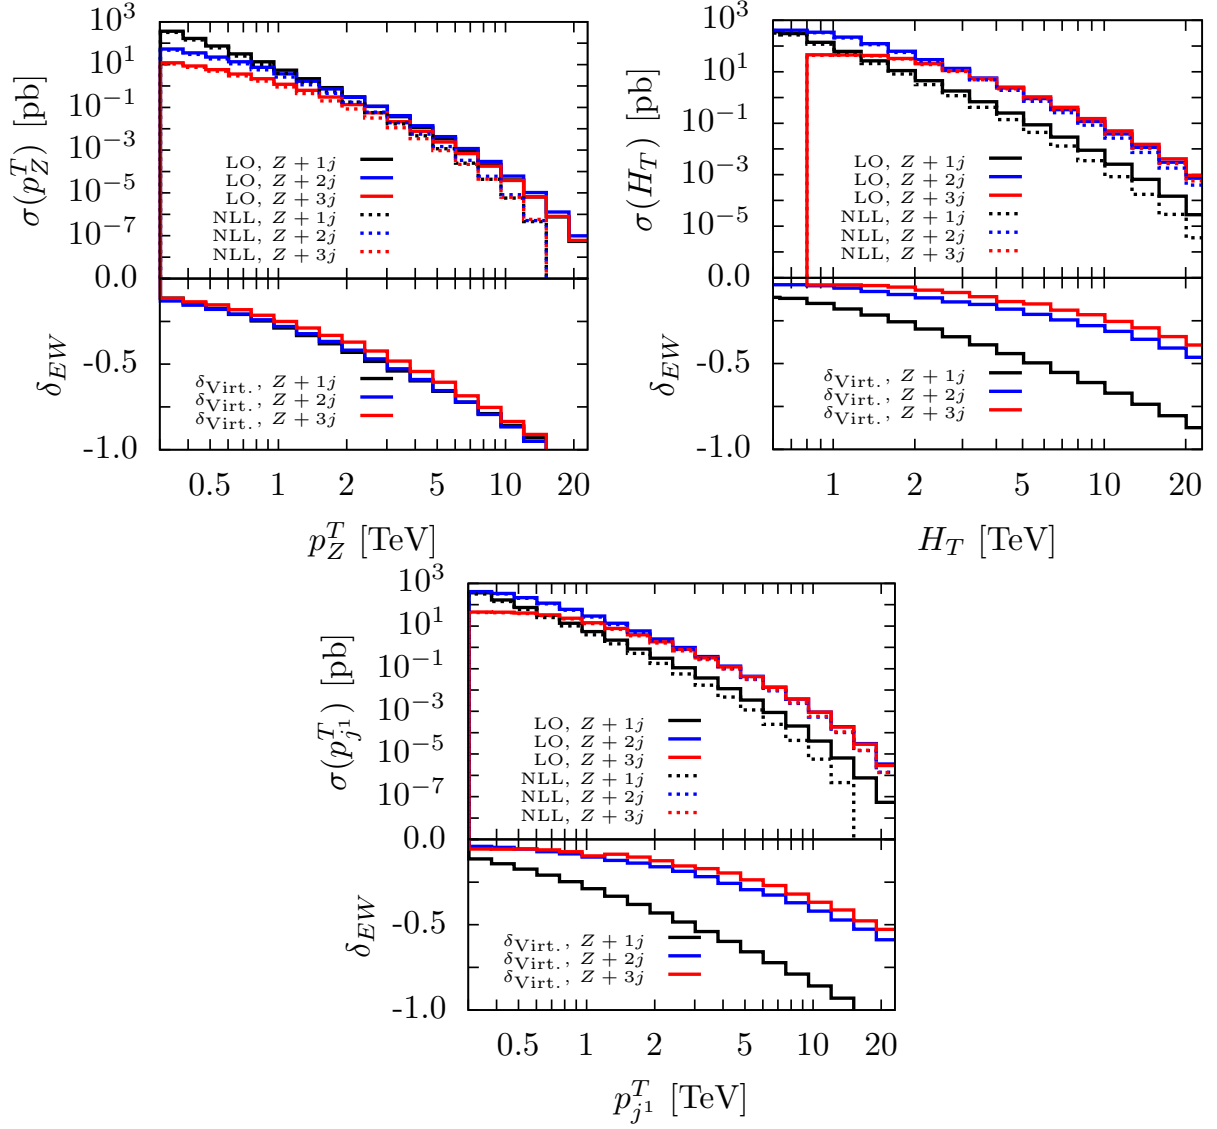 10^3
10^1
10^-1
10^-3
10^-5
10^-7
0.0
-0.5
-1.0
σ(p_Z^T) [pb]
δ_EW
LO, Z + 1j
LO, Z + 2j
LO, Z + 3j
NLL, Z + 1j
NLL, Z + 2j
NLL, Z + 3j
δ_Virt., Z + 1j
δ_Virt., Z + 2j
δ_Virt., Z + 3j
0.5 1 2 5 10 20
p_Z^T [TeV]
10^3
10^1
10^-1
10^-3
10^-5
0.0
-0.5
-1.0
σ(H_T) [pb]
δ_EW
LO, Z + 1j
LO, Z + 2j
LO, Z + 3j
NLL, Z + 1j
NLL, Z + 2j
NLL, Z + 3j
δ_Virt., Z + 1j
δ_Virt., Z + 2j
δ_Virt., Z + 3j
1 2 5 10 20
H_T [TeV]
10^3
10^1
10^-1
10^-3
10^-5
10^-7
0.0
-0.5
-1.0
σ(p_{j^1}^T) [pb]
δ_EW
LO, Z + 1j
LO, Z + 2j
LO, Z + 3j
NLL, Z + 1j
NLL, Z + 2j
NLL, Z + 3j
δ_Virt., Z + 1j
δ_Virt., Z + 2j
δ_Virt., Z + 3j
0.5 1 2 5 10 20
p_{j^1}^T [TeV]